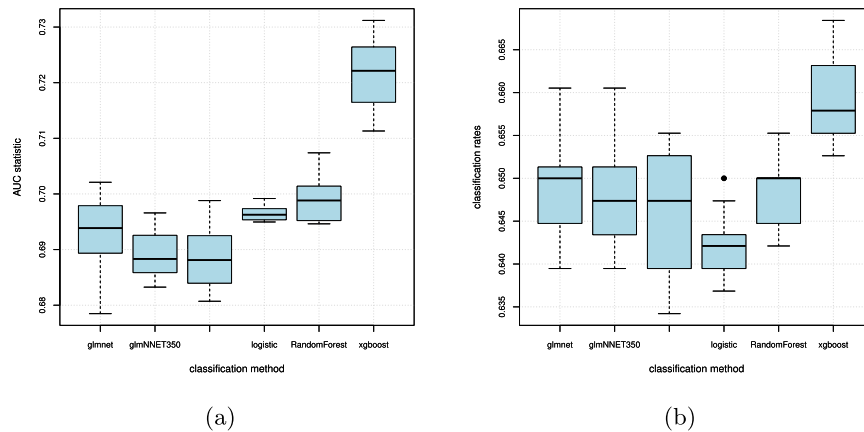 AUC statistic
0.73
0.72
0.71
0.70
0.69
0.68
glmnet glmNNET350 logistic RandomForest xgboost
classification method
(a)
classification rates
0.665
0.660
0.655
0.650
0.645
0.640
0.635
glmnet glmNNET350 logistic RandomForest xgboost
classification method
(b)